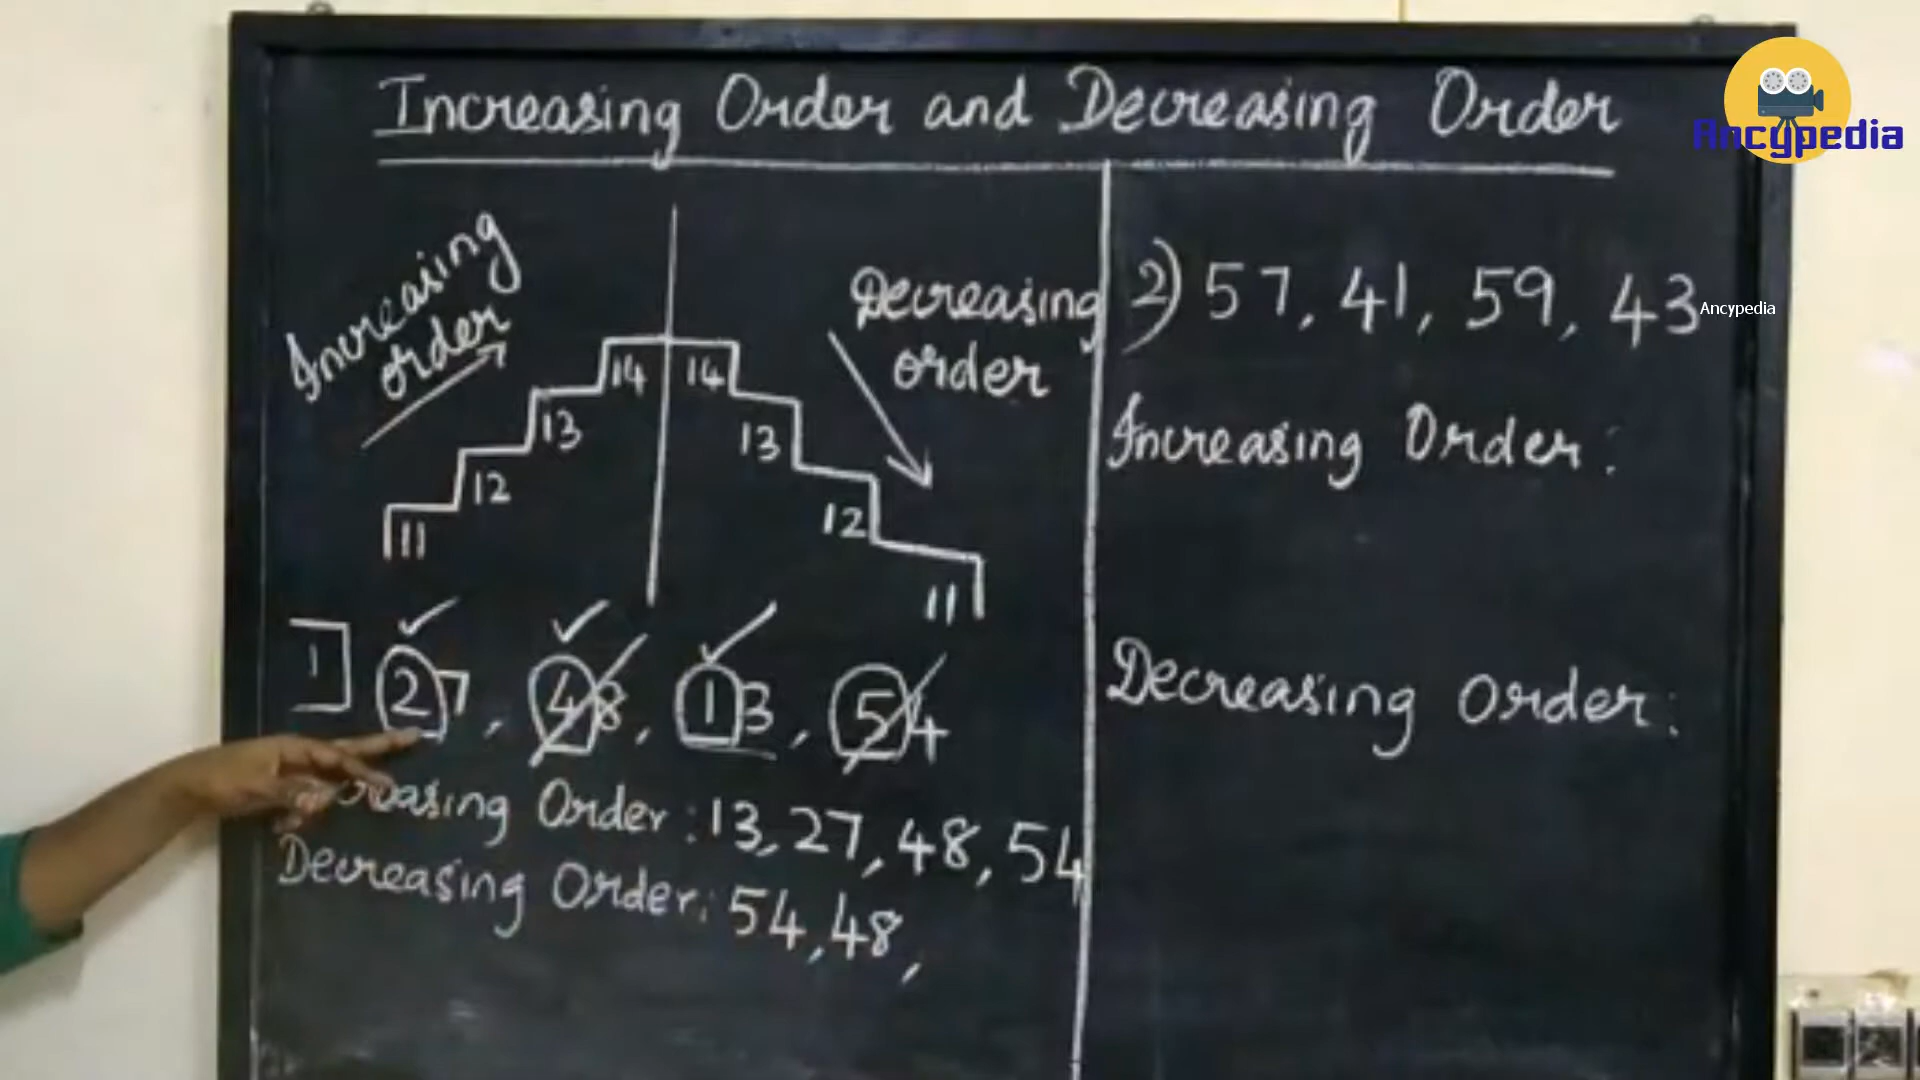 Increasing Order and Decreasing Order
Ancypedia
Increasing
order
14
13
12
11
Decreasing
order
14
13
12
11
1] 27, 48, 13, 54
Order : 13, 27, 48, 54
Decreasing Order : 54, 48,
2) 57, 41, 59, 43
Ancypedia
Increasing Order :
Decreasing Order :